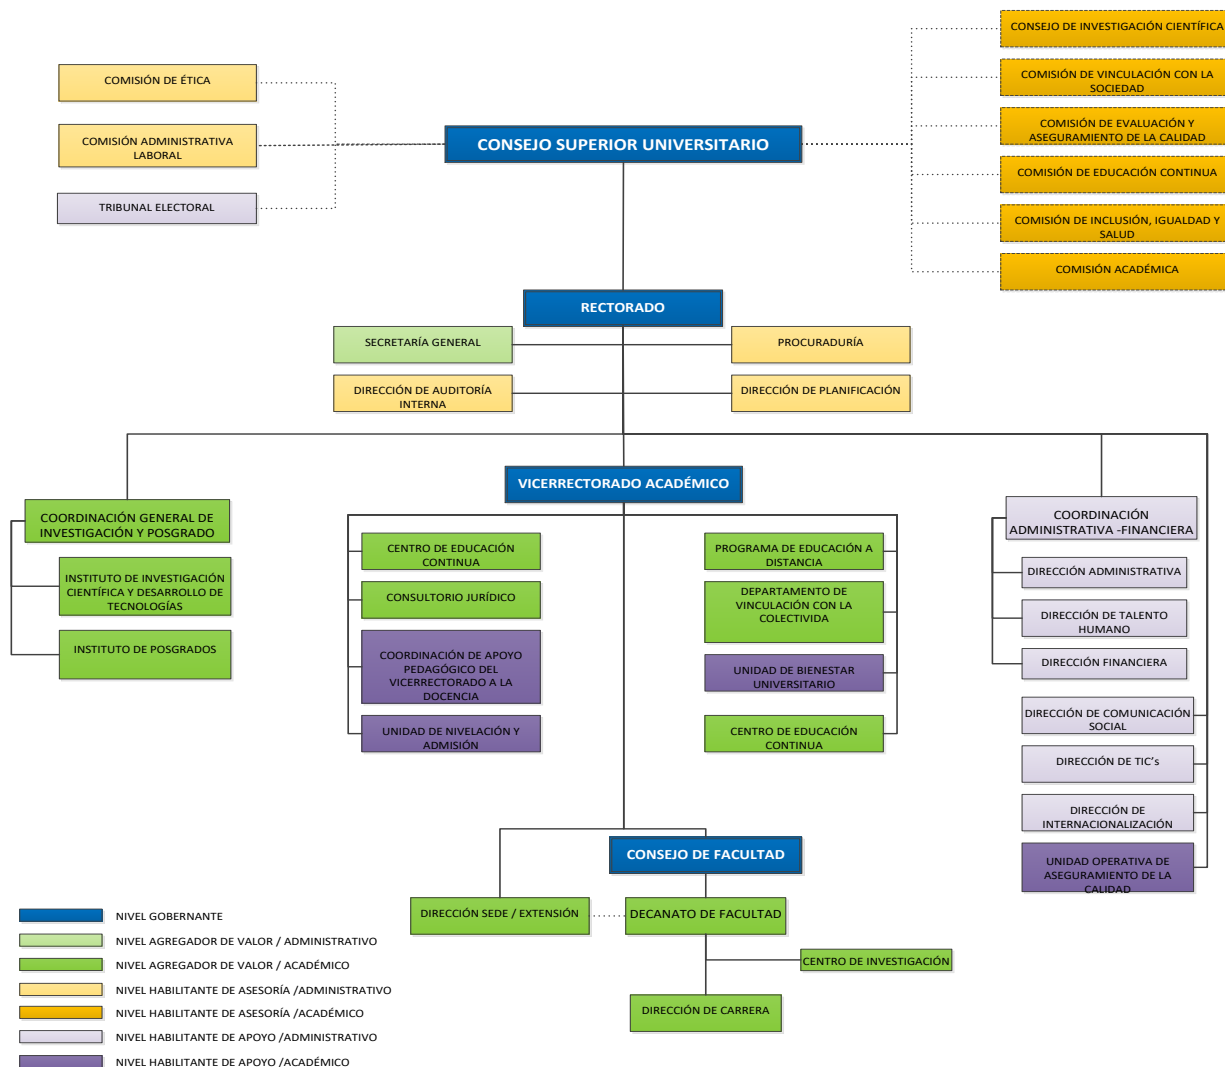 CONSEJO DE INVESTIGACIÓN CIENTÍFICA
COMISIÓN DE ÉTICA
COMISIÓN DE VINCULACIÓN CON LA
SOCIEDAD
COMISIÓN ADMINISTRATIVA
LABORAL
CONSEJO SUPERIOR UNIVERSITARIO
COMISIÓN DE EVALUACIÓN Y
ASEGURAMIENTO DE LA CALIDAD
COMISIÓN DE EDUCACIÓN CONTINUA
TRIBUNAL ELECTORAL
COMISIÓN DE INCLUSIÓN, IGUALDAD Y
SALUD
COMISIÓN ACADÉMICA
RECTORADO
SECRETARÍA GENERAL
PROCURADURÍA
DIRECCIÓN DE AUDITORÍA
INTERNA
DIRECCIÓN DE PLANIFICACIÓN
VICERRECTORADO ACADÉMICO
COORDINACIÓN GENERAL DE
INVESTIGACIÓN Y POSGRADO
INSTITUTO DE INVESTIGACIÓN
CIENTÍFICA Y DESARROLLO DE
TECNOLOGÍAS
INSTITUTO DE POSGRADOS
CENTRO DE EDUCACIÓN
CONTINUA
CONSULTORIO JURÍDICO
COORDINACIÓN DE APOYO
PEDAGÓGICO DEL
VICERRECTORADO A LA
DOCENCIA
UNIDAD DE NIVELACIÓN Y
ADMISIÓN
PROGRAMA DE EDUCACIÓN A
DISTANCIA
DEPARTAMENTO DE
VINCULACIÓN CON LA
COLECTIVIDA
UNIDAD DE BIENESTAR
UNIVERSITARIO
CENTRO DE EDUCACIÓN
CONTINUA
COORDINACIÓN
ADMINISTRATIVA -FINANCIERA
DIRECCIÓN ADMINISTRATIVA
DIRECCIÓN DE TALENTO
HUMANO
DIRECCIÓN FINANCIERA
DIRECCIÓN DE COMUNICACIÓN
SOCIAL
DIRECCIÓN DE TIC's
DIRECCIÓN DE
INTERNACIONALIZACIÓN
UNIDAD OPERATIVA DE
ASEGURAMIENTO DE LA
CALIDAD
CONSEJO DE FACULTAD
DIRECCIÓN SEDE / EXTENSIÓN
DECANATO DE FACULTAD
CENTRO DE INVESTIGACIÓN
DIRECCIÓN DE CARRERA
NIVEL GOBERNANTE
NIVEL AGREGADOR DE VALOR / ADMINISTRATIVO
NIVEL AGREGADOR DE VALOR / ACADÉMICO
NIVEL HABILITANTE DE ASESORÍA /ADMINISTRATIVO
NIVEL HABILITANTE DE ASESORÍA /ACADÉMICO
NIVEL HABILITANTE DE APOYO /ADMINISTRATIVO
NIVEL HABILITANTE DE APOYO /ACADÉMICO